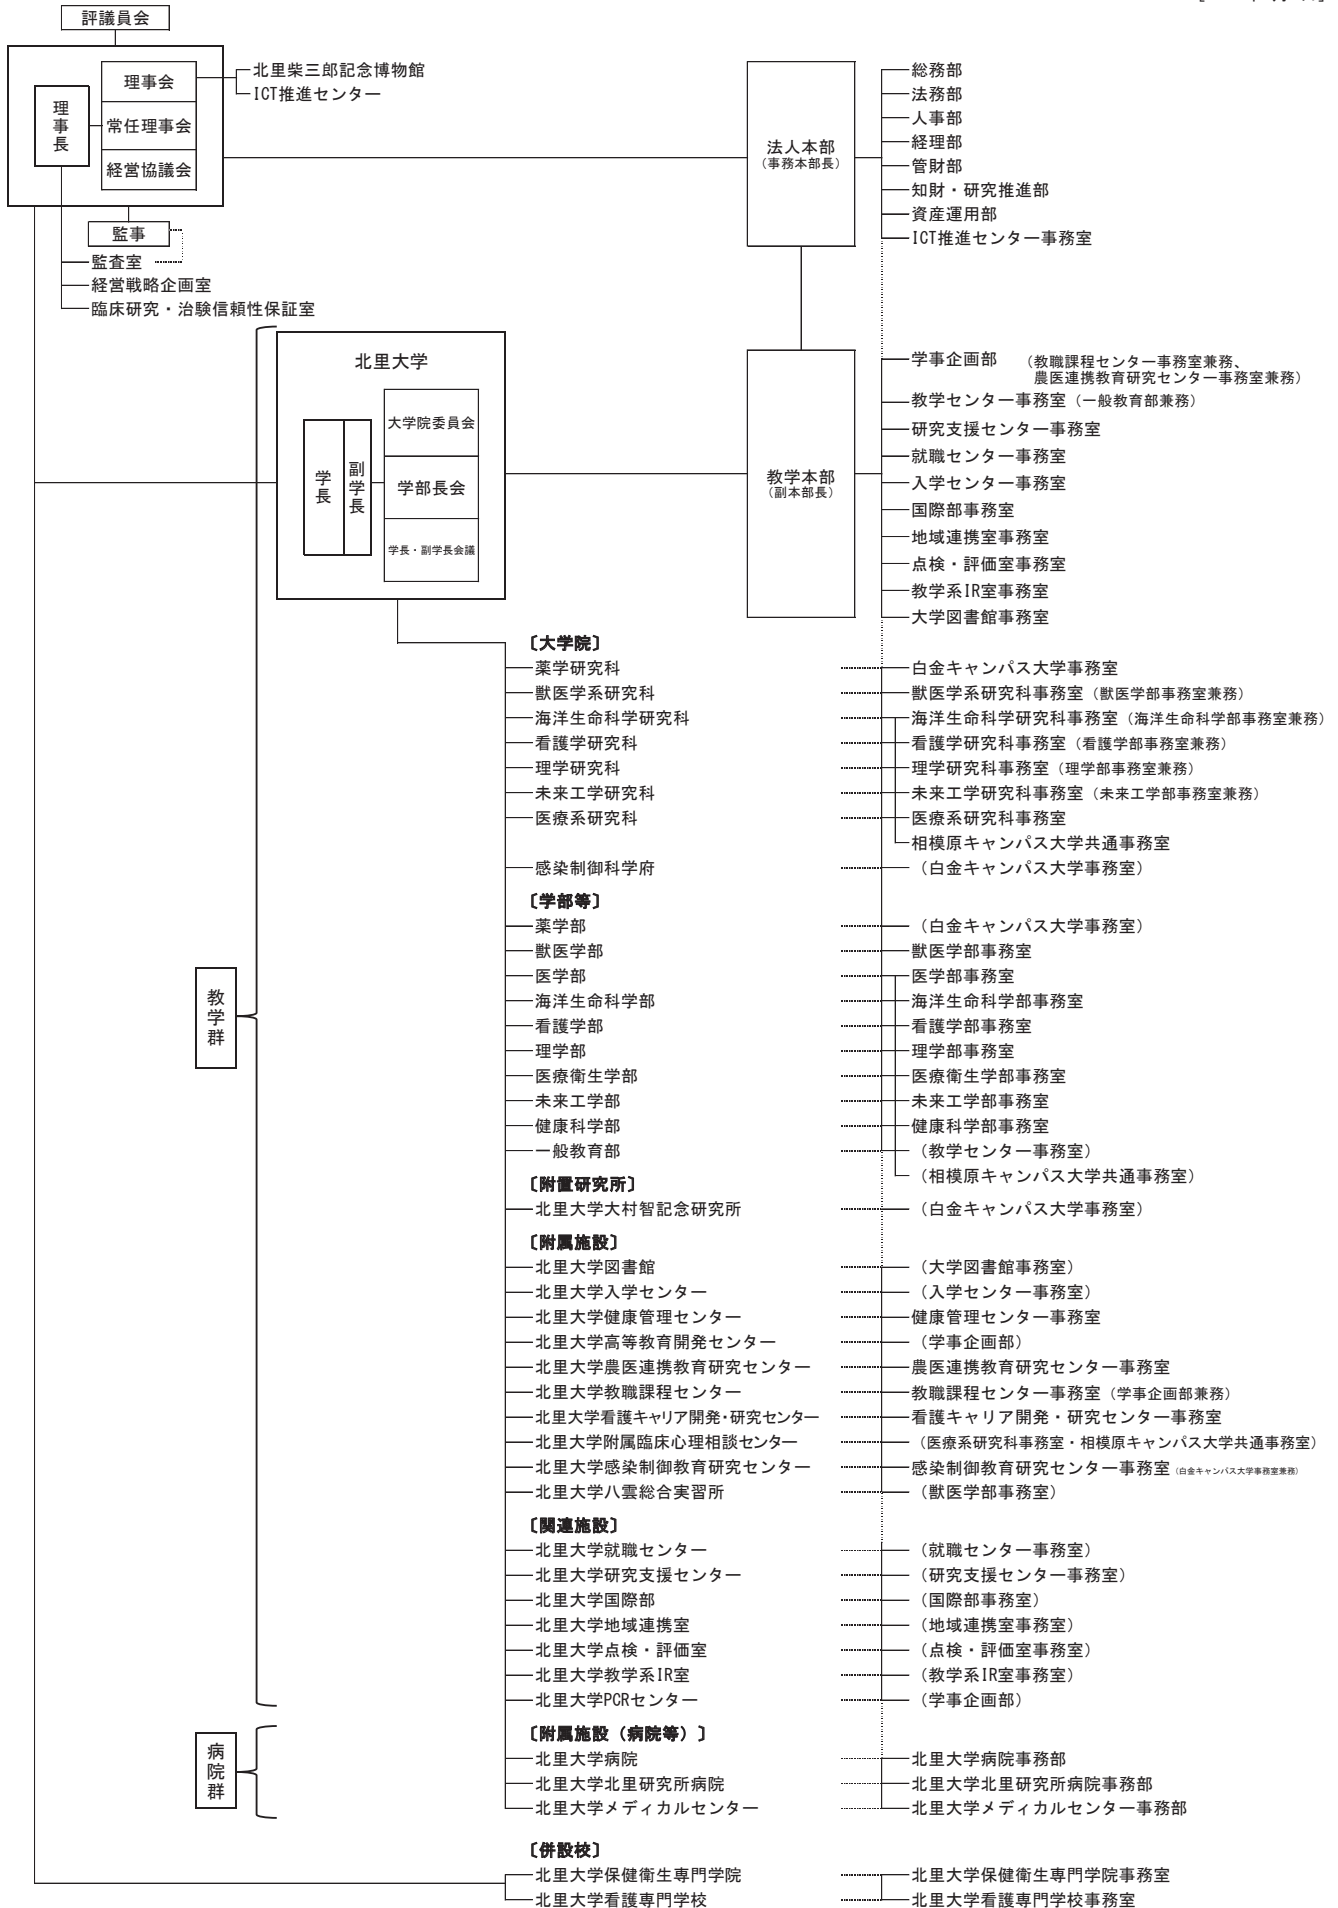 評議員会
理事長
理事会
常任理事会
経営協議会
北里柴三郎記念博物館
ICT推進センター
監事
監査室
経営戦略企画室
臨床研究・治験信頼性保証室
法人本部
（事務本部長）
総務部
法務部
人事部
経理部
管財部
知財・研究推進部
資産運用部
ICT推進センター事務室
北里大学
学長
副学長
大学院委員会
学部長会
学長・副学長会議
教学本部
（副本部長）
学事企画部 （教職課程センター事務室兼務、
農医連携教育研究センター事務室兼務）
教学センター事務室（一般教育部兼務）
研究支援センター事務室
就職センター事務室
入学センター事務室
国際部事務室
地域連携室事務室
点検・評価室事務室
教学系IR室事務室
大学図書館事務室
教学群
〔大学院〕
薬学研究科 白金キャンパス大学事務室
獣医学系研究科 獣医学系研究科事務室（獣医学部事務室兼務）
海洋生命科学研究科 海洋生命科学研究科事務室（海洋生命科学部事務室兼務）
看護学研究科 看護学研究科事務室（看護学部事務室兼務）
理学研究科 理学研究科事務室（理学部事務室兼務）
未来工学研究科 未来工学研究科事務室（未来工学部事務室兼務）
医療系研究科 医療系研究科事務室
相模原キャンパス大学共通事務室
感染制御科学府 （白金キャンパス大学事務室）
〔学部等〕
薬学部 （白金キャンパス大学事務室）
獣医学部 獣医学部事務室
医学部 医学部事務室
海洋生命科学部 海洋生命科学部事務室
看護学部 看護学部事務室
理学部 理学部事務室
医療衛生学部 医療衛生学部事務室
未来工学部 未来工学部事務室
健康科学部 健康科学部事務室
一般教育部 （教学センター事務室）
（相模原キャンパス大学共通事務室）
〔附置研究所〕
北里大学大村智記念研究所 （白金キャンパス大学事務室）
〔附属施設〕
北里大学図書館 （大学図書館事務室）
北里大学入学センター （入学センター事務室）
北里大学健康管理センター 健康管理センター事務室
北里大学高等教育開発センター （学事企画部）
北里大学農医連携教育研究センター 農医連携教育研究センター事務室
北里大学教職課程センター 教職課程センター事務室（学事企画部兼務）
北里大学看護キャリア開発・研究センター 看護キャリア開発・研究センター事務室
北里大学附属臨床心理相談センター （医療系研究科事務室・相模原キャンパス大学共通事務室）
北里大学感染制御教育研究センター 感染制御教育研究センター事務室（白金キャンパス大学事務室兼務）
北里大学八雲総合実習所 （獣医学部事務室）
〔関連施設〕
北里大学就職センター （就職センター事務室）
北里大学研究支援センター （研究支援センター事務室）
北里大学国際部 （国際部事務室）
北里大学地域連携室 （地域連携室事務室）
北里大学点検・評価室 （点検・評価室事務室）
北里大学教学系IR室 （教学系IR室事務室）
北里大学PCRセンター （学事企画部）
病院群
〔附属施設（病院等）〕
北里大学病院 北里大学病院事務部
北里大学北里研究所病院 北里大学北里研究所病院事務部
北里大学メディカルセンター 北里大学メディカルセンター事務部
〔併設校〕
北里大学保健衛生専門学院 北里大学保健衛生専門学院事務室
北里大学看護専門学校 北里大学看護専門学校事務室